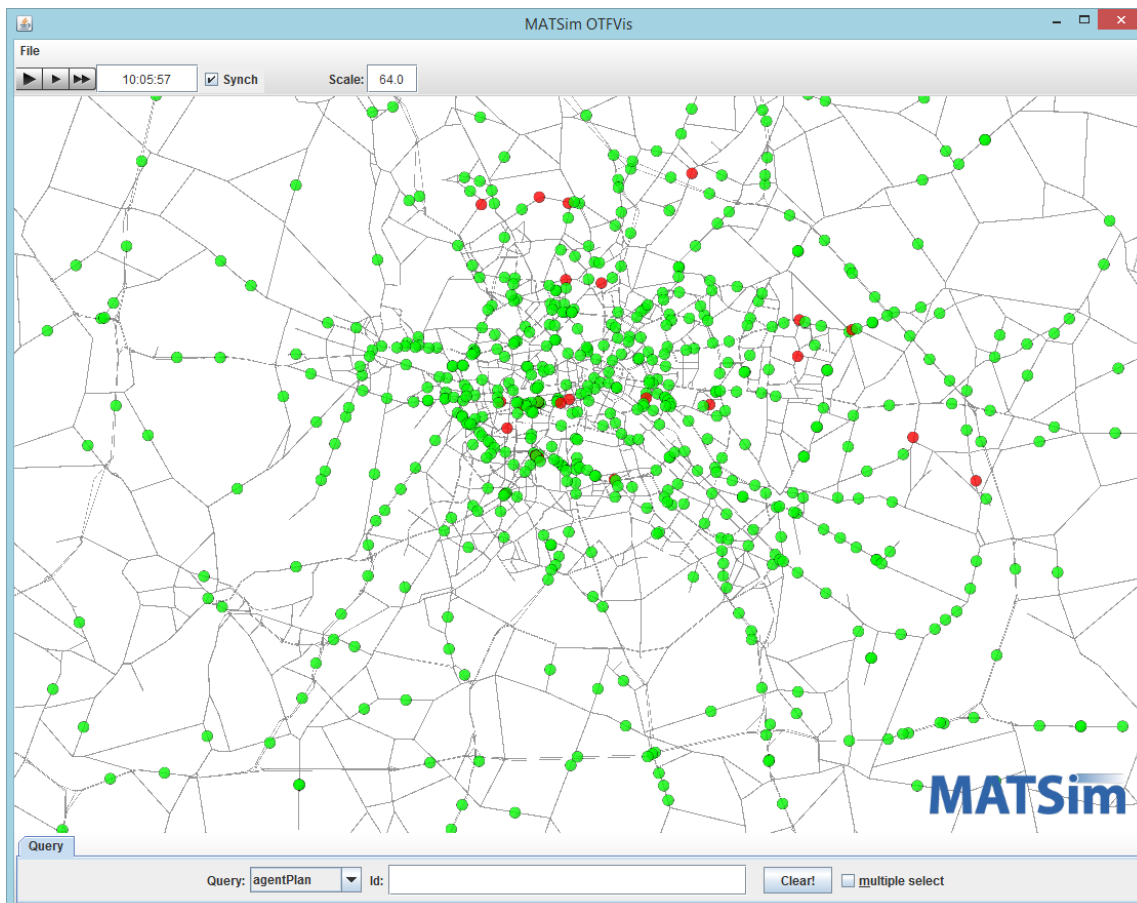 MATSim OTFVis
File
10:05:57 Synch Scale: 64.0
MATSim
Query
Query: agentPlan Id: Clear! multiple select